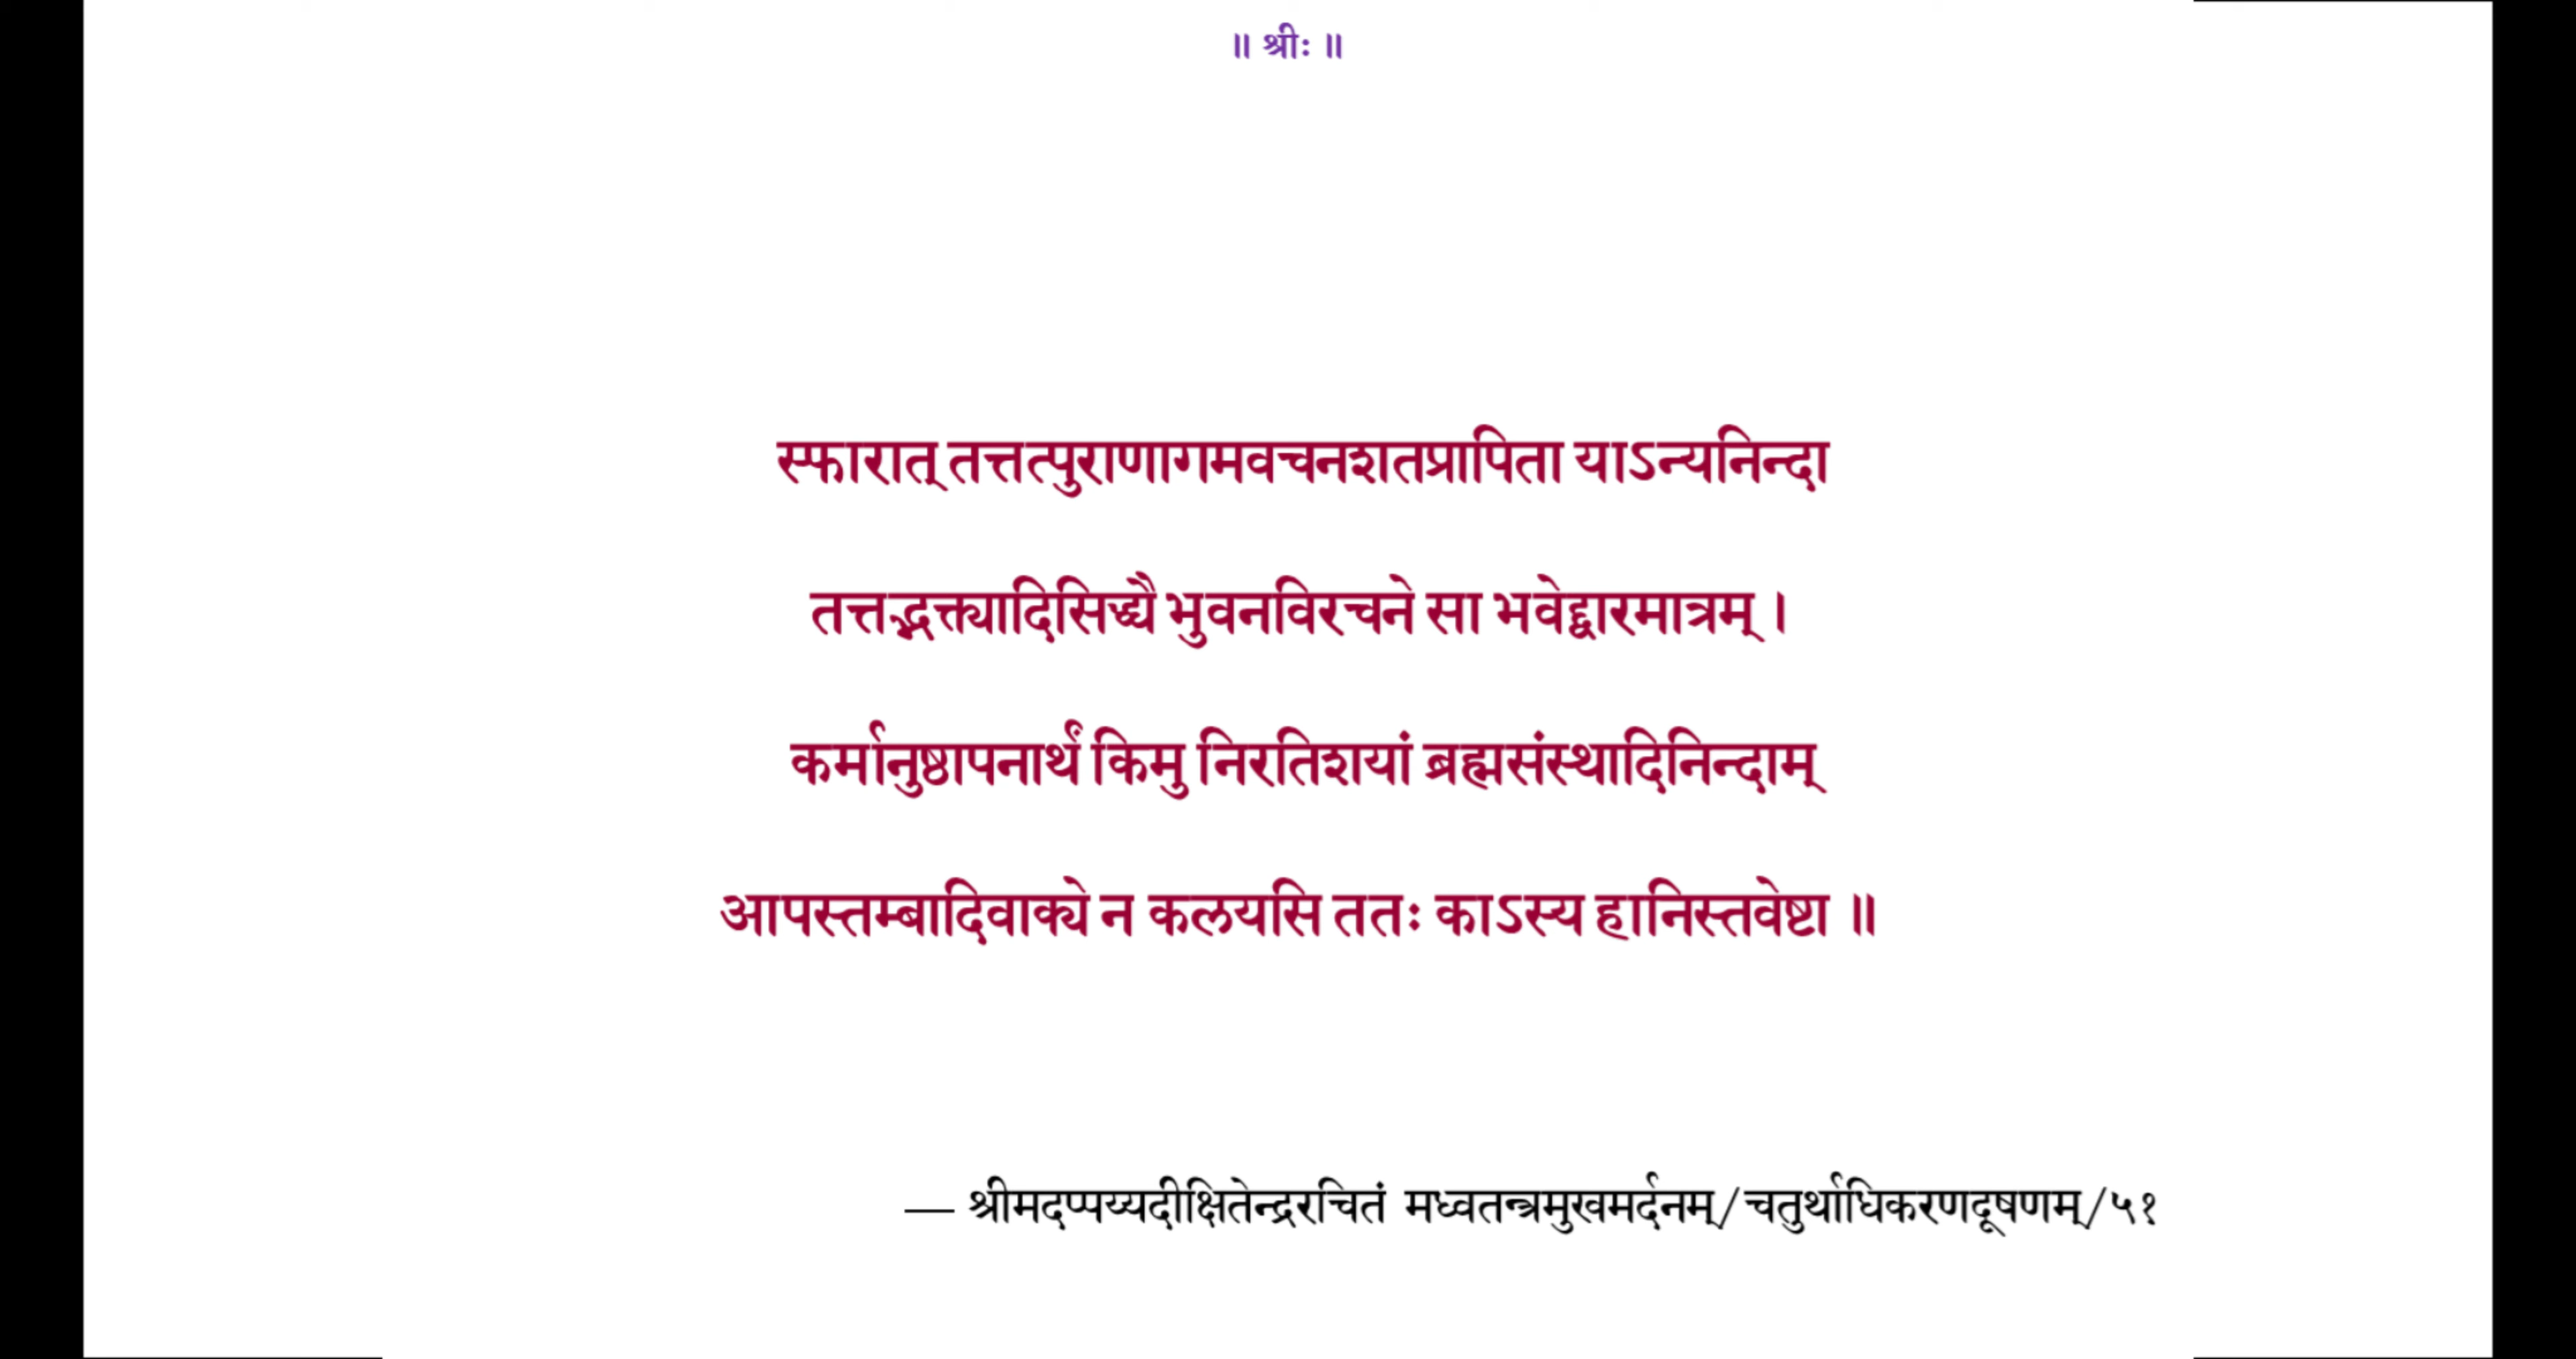 ॥ श्रीः ॥
स्फारात् तत्तत्पुराणागमवचनशतप्रापिता याऽन्यनिन्दा
तत्तद्भक्त्यादिसिद्ध्यै भुवनविरचने सा भवेद्द्वारमात्रम् ।
कर्मानुष्ठापनार्थं किमु निरतिशयां ब्रह्मसंस्थादिनिन्दाम्
आपस्तम्बादिवाक्ये न कलयसि ततः काऽस्य हानिस्तवेष्टा ॥
— श्रीमदप्पय्यदीक्षितेन्द्ररचितं मध्वतन्त्रमुखमर्दनम्/चतुर्थाधिकरणदूषणम्/५१